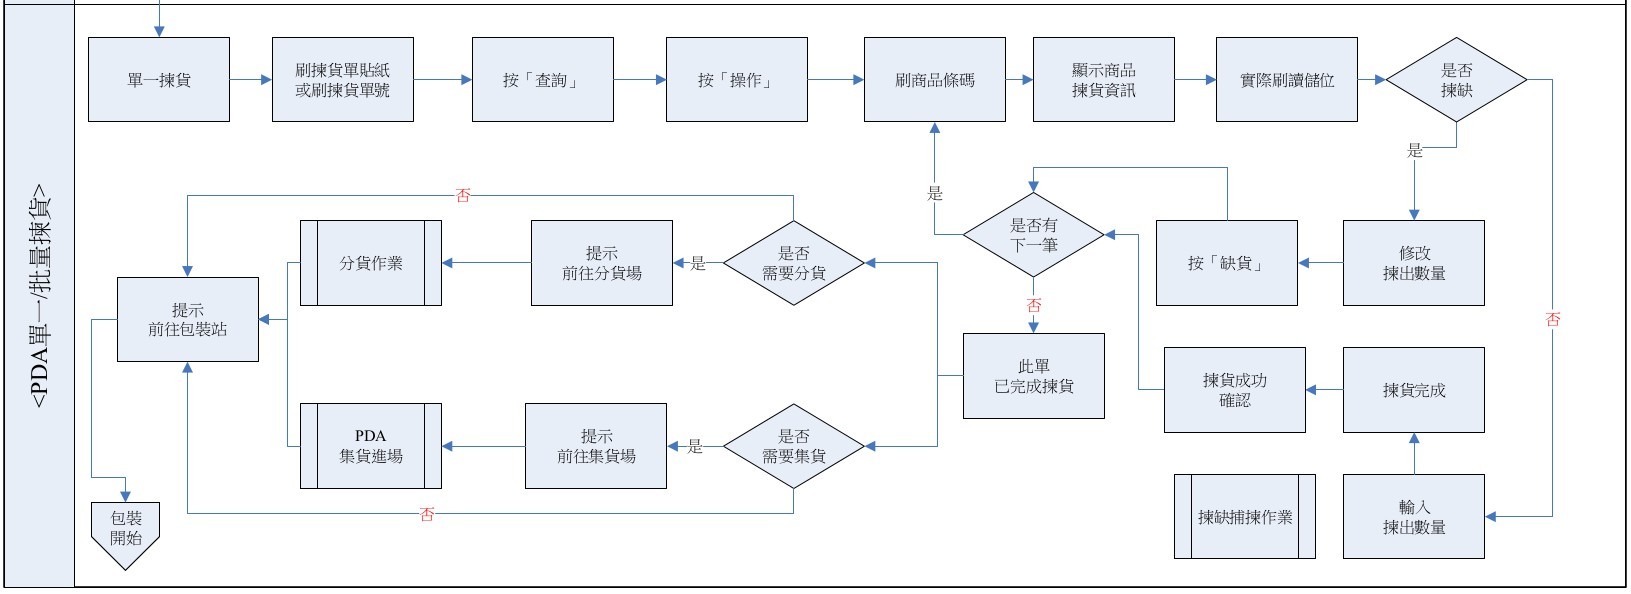 <PDA單一/批量揀貨>
單一揀貨
刷揀貨單貼紙
或刷揀貨單號
按「查詢」
按「操作」
刷商品條碼
顯示商品
揀貨資訊
實際刷讀儲位
是否
揀缺
是
否
是
否
是否有
下一筆
按「缺貨」
修改
揀出數量
分貨作業
提示
前往分貨場
是
是否
需要分貨
提示
前往包裝站
否
否
此單
已完成揀貨
揀貨成功
確認
揀貨完成
PDA
集貨進場
提示
前往集貨場
是
是否
需要集貨
否
包裝
開始
揀缺捕揀作業
輸入
揀出數量